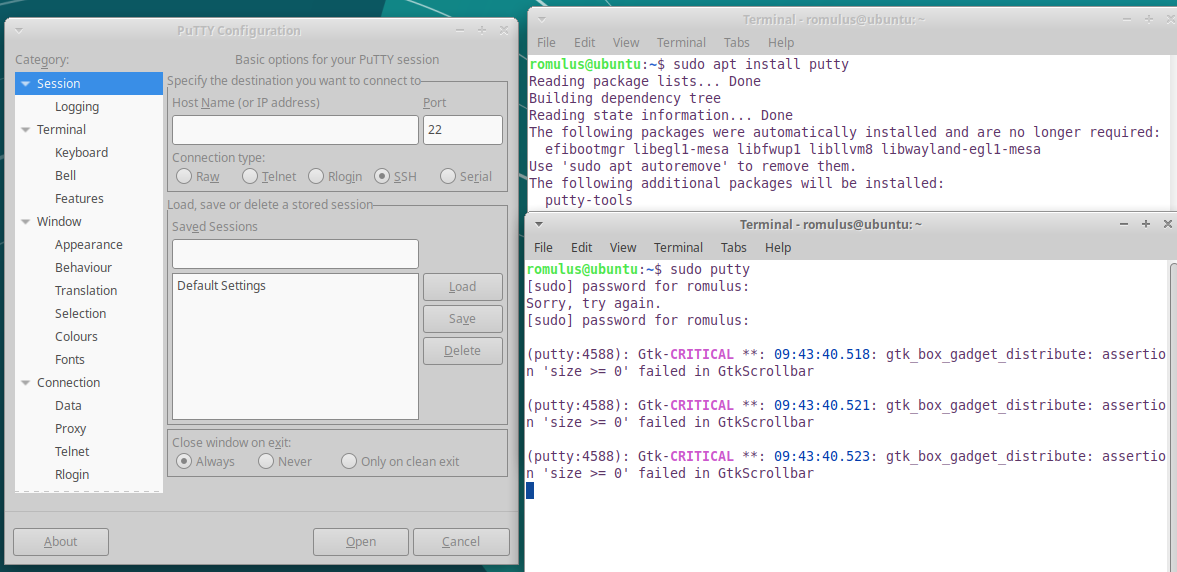 PuTTY Configuration
Category:
Session
Logging
Terminal
Keyboard
Bell
Features
Window
Appearance
Behaviour
Translation
Selection
Colours
Fonts
Connection
Data
Proxy
Telnet
Rlogin
Basic options for your PuTTY session
Specify the destination you want to connect to
Host Name (or IP address) Port
22
Connection type:
Raw Telnet Rlogin SSH Serial
Load, save or delete a stored session
Saved Sessions
Default Settings
Load
Save
Delete
Close window on exit:
Always Never Only on clean exit
About Open Cancel
Terminal - romulus@ubuntu: ~
File Edit View Terminal Tabs Help
romulus@ubuntu:~$ sudo apt install putty
Reading package lists... Done
Building dependency tree
Reading state information... Done
The following packages were automatically installed and are no longer required:
efibootmgr libegl1-mesa libfwup1 libllvm8 libwayland-egl1-mesa
Use 'sudo apt autoremove' to remove them.
The following additional packages will be installed:
putty-tools
Terminal - romulus@ubuntu: ~
File Edit View Terminal Tabs Help
romulus@ubuntu:~$ sudo putty
[sudo] password for romulus:
Sorry, try again.
[sudo] password for romulus:
(putty:4588): Gtk-CRITICAL **: 09:43:40.518: gtk_box_gadget_distribute: assertio
n 'size >= 0' failed in GtkScrollbar
(putty:4588): Gtk-CRITICAL **: 09:43:40.521: gtk_box_gadget_distribute: assertio
n 'size >= 0' failed in GtkScrollbar
(putty:4588): Gtk-CRITICAL **: 09:43:40.523: gtk_box_gadget_distribute: assertio
n 'size >= 0' failed in GtkScrollbar